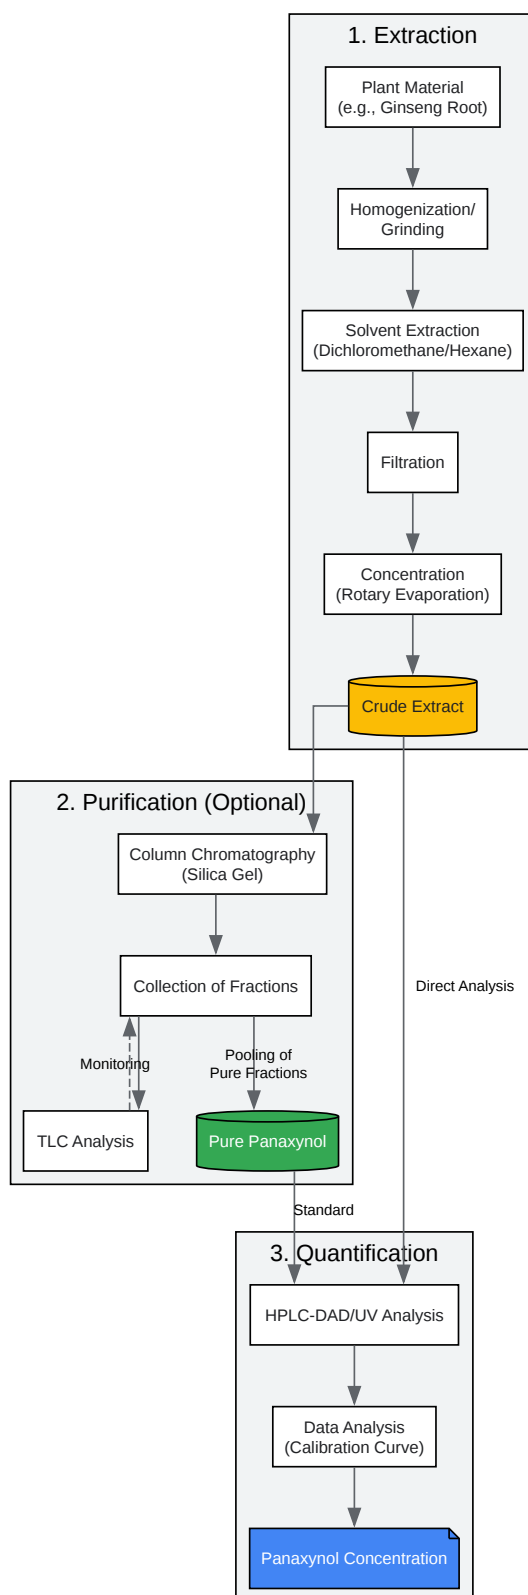 1. Extraction
Plant Material
(e.g., Ginseng Root)
Homogenization/
Grinding
Solvent Extraction
(Dichloromethane/Hexane)
Filtration
Concentration
(Rotary Evaporation)
Crude Extract
2. Purification (Optional)
Column Chromatography
(Silica Gel)
Collection of Fractions
Direct Analysis
Monitoring
Pooling of
Pure Fractions
TLC Analysis
Pure Panaxynol
Standard
3. Quantification
HPLC-DAD/UV Analysis
Data Analysis
(Calibration Curve)
Panaxynol Concentration